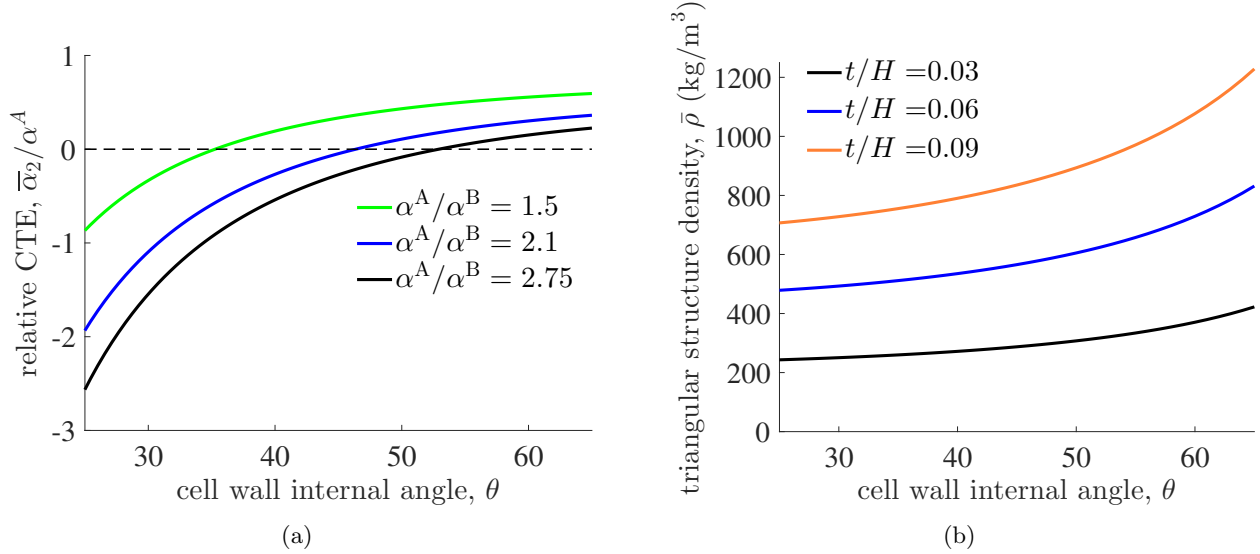 relative CTE, α̅₂/α^A
1
0
-1
-2
-3
α^A/α^B = 1.5
α^A/α^B = 2.1
α^A/α^B = 2.75
30 40 50 60
cell wall internal angle, θ
(a)
triangular structure density, ρ̄ (kg/m³)
1200
1000
800
600
400
200
0
t/H =0.03
t/H =0.06
t/H =0.09
30 40 50 60
cell wall internal angle, θ
(b)